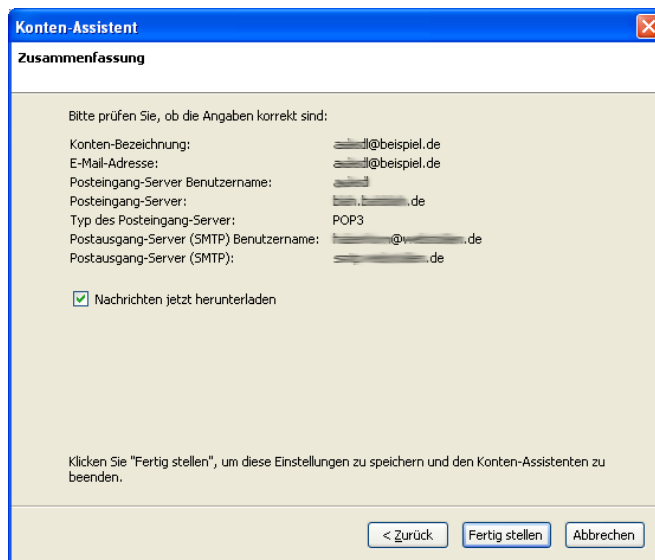 Konten-Assistent
Zusammenfassung
Bitte prüfen Sie, ob die Angaben korrekt sind:
Konten-Bezeichnung: @beispiel.de
E-Mail-Adresse: @beispiel.de
Posteingang-Server Benutzername:
Posteingang-Server: .de
Typ des Posteingang-Server: POP3
Postausgang-Server (SMTP) Benutzername: @ .de
Postausgang-Server (SMTP): .de
Nachrichten jetzt herunterladen
Klicken Sie "Fertig stellen", um diese Einstellungen zu speichern und den Konten-Assistenten zu
beenden.
< Zurück Fertig stellen Abbrechen